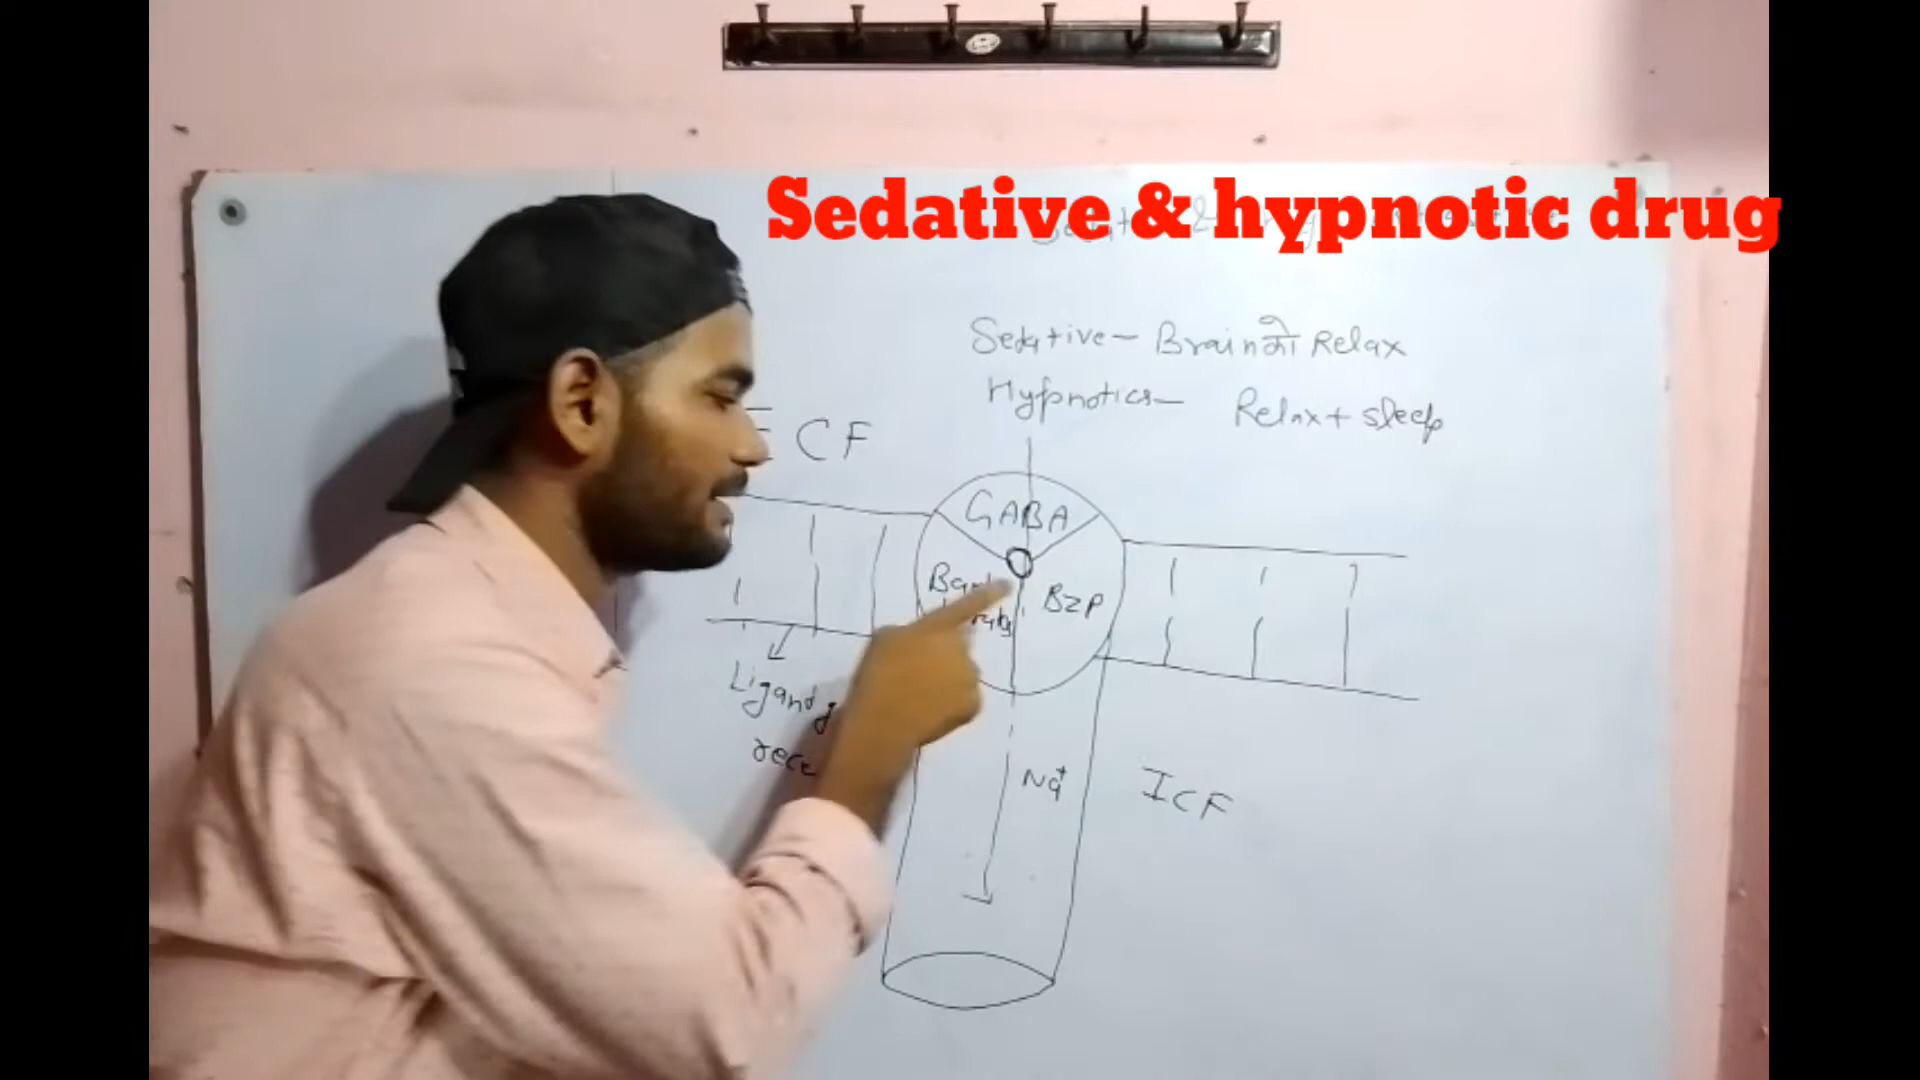 Sedative & hypnotic drug
Sedative - Brain को Relax
Hypnotics - Relax + sleep
ECF
GABA
BZP
Ligand
Na+
ICF